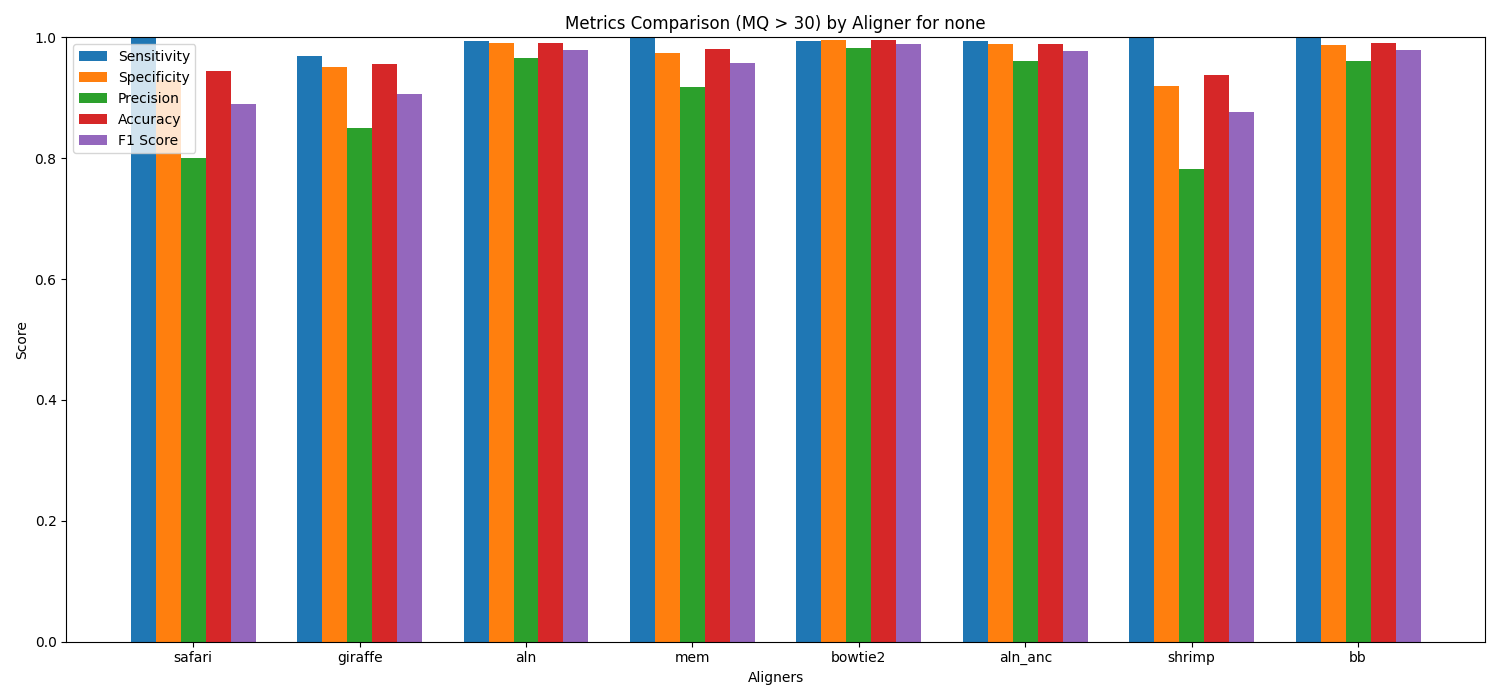 Metrics Comparison (MQ > 30) by Aligner for none
Sensitivity
Specificity
Precision
Accuracy
F1 Score
1.0
0.8
0.6
0.4
0.2
0.0
Score
safari giraffe aln mem bowtie2 aln_anc shrimp bb
Aligners